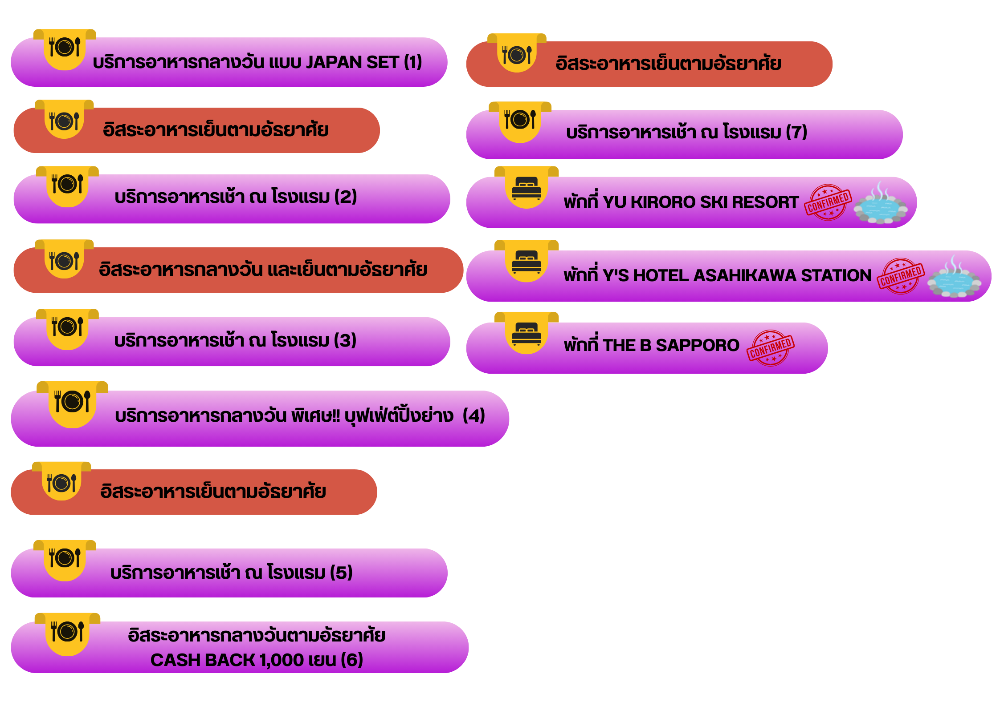 บริการอาหารกลางวัน แบบ JAPAN SET (1)
อิสระอาหารเย็นตามอัธยาศัย
บริการอาหารเช้า ณ โรงแรม (2)
อิสระอาหารกลางวัน และเย็นตามอัธยาศัย
บริการอาหารเช้า ณ โรงแรม (3)
บริการอาหารกลางวัน พิเศษ!! บุฟเฟ่ต์ปิ้งย่าง (4)
อิสระอาหารเย็นตามอัธยาศัย
บริการอาหารเช้า ณ โรงแรม (5)
อิสระอาหารกลางวันตามอัธยาศัย
CASH BACK 1,000 เยน (6)
อิสระอาหารเย็นตามอัธยาศัย
บริการอาหารเช้า ณ โรงแรม (7)
พักที่ YU KIRORO SKI RESORT CONFIRMED
พักที่ Y'S HOTEL ASAHIKAWA STATION CONFIRMED
พักที่ THE B SAPPORO CONFIRMED